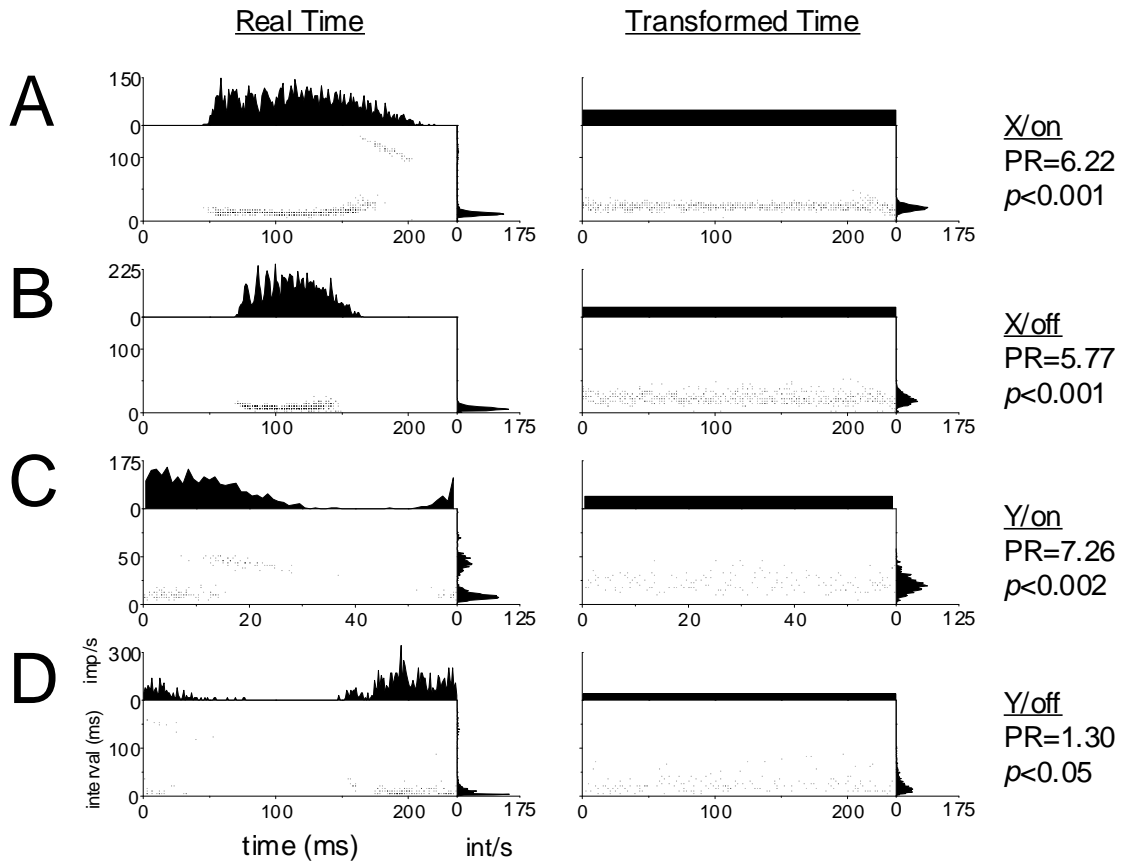 Real Time Transformed Time
A
150
0
100
0
0 100 200 0 175
0 100 200 0 175
X/on
PR=6.22
p<0.001
B
225
0
100
0
0 100 200 0 175
0 100 200 0 175
X/off
PR=5.77
p<0.001
C
175
0
50
0
0 20 40 0 125
0 20 40 0 125
Y/on
PR=7.26
p<0.002
D
300
0
imp/s
100
0
interval (ms)
0 100 200 0 175
0 100 200 0 175
Y/off
PR=1.30
p<0.05
time (ms) int/s